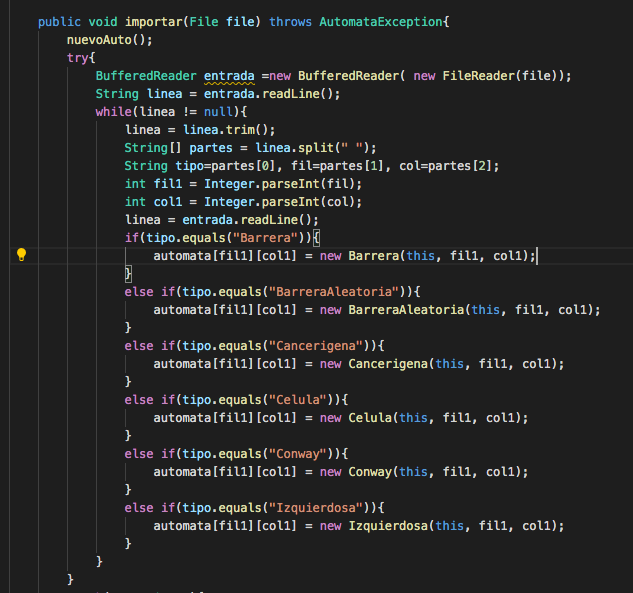 public void importar(File file) throws AutomataException{
nuevoAuto();
try{
BufferedReader entrada =new BufferedReader( new FileReader(file));
String linea = entrada.readLine();
while(linea != null){
linea = linea.trim();
String[] partes = linea.split(" ");
String tipo=partes[0], fil=partes[1], col=partes[2];
int fil1 = Integer.parseInt(fil);
int col1 = Integer.parseInt(col);
linea = entrada.readLine();
if(tipo.equals("Barrera")){
automata[fil1][col1] = new Barrera(this, fil1, col1);
}
else if(tipo.equals("BarreraAleatoria")){
automata[fil1][col1] = new BarreraAleatoria(this, fil1, col1);
}
else if(tipo.equals("Cancerigena")){
automata[fil1][col1] = new Cancerigena(this, fil1, col1);
}
else if(tipo.equals("Celula")){
automata[fil1][col1] = new Celula(this, fil1, col1);
}
else if(tipo.equals("Conway")){
automata[fil1][col1] = new Conway(this, fil1, col1);
}
else if(tipo.equals("Izquierdosa")){
automata[fil1][col1] = new Izquierdosa(this, fil1, col1);
}
}
}